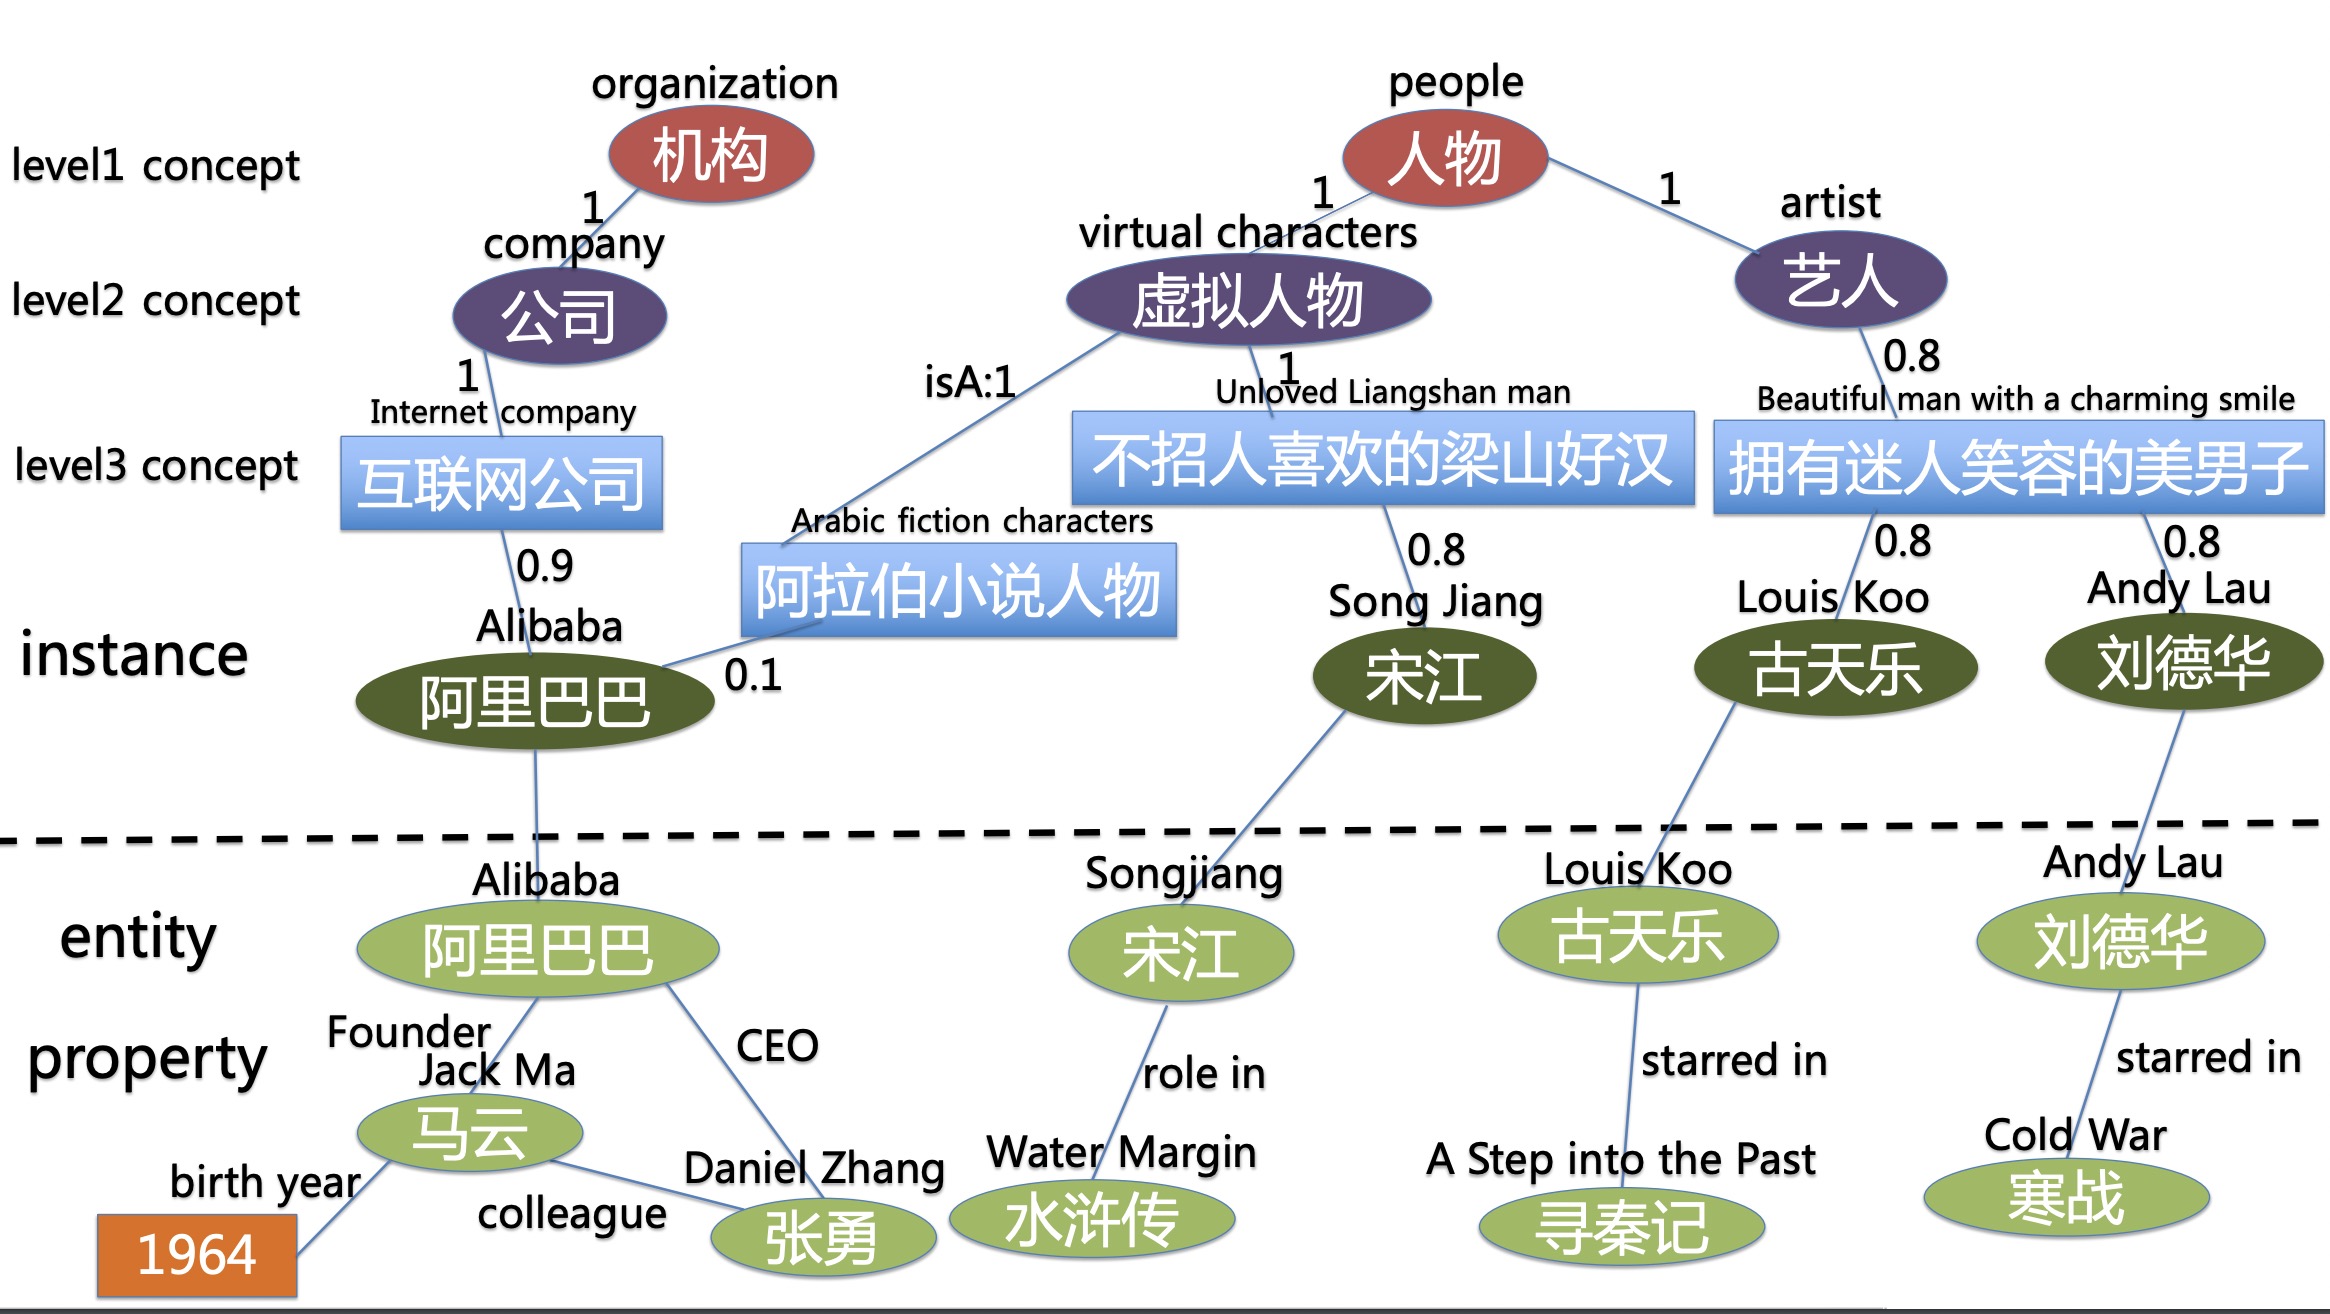 organization
people
机构
人物
level1 concept
1
1
1
artist
company
virtual characters
艺人
level2 concept
公司
虚拟人物
1
isA:1
1
0.8
Internet company
Unloved Liangshan man
Beautiful man with a charming smile
level3 concept
互联网公司
不招人喜欢的梁山好汉
拥有迷人笑容的美男子
Arabic fiction characters
阿拉伯小说人物
0.9
0.8
0.8
0.8
instance
Alibaba
Song Jiang
Louis Koo
Andy Lau
阿里巴巴
0.1
宋江
古天乐
刘德华
entity
Alibaba
Songjiang
Louis Koo
Andy Lau
阿里巴巴
宋江
古天乐
刘德华
property
Founder
CEO
role in
starred in
starred in
Jack Ma
马云
birth year
colleague
Daniel Zhang
Water Margin
A Step into the Past
Cold War
1964
张勇
水浒传
寻秦记
寒战